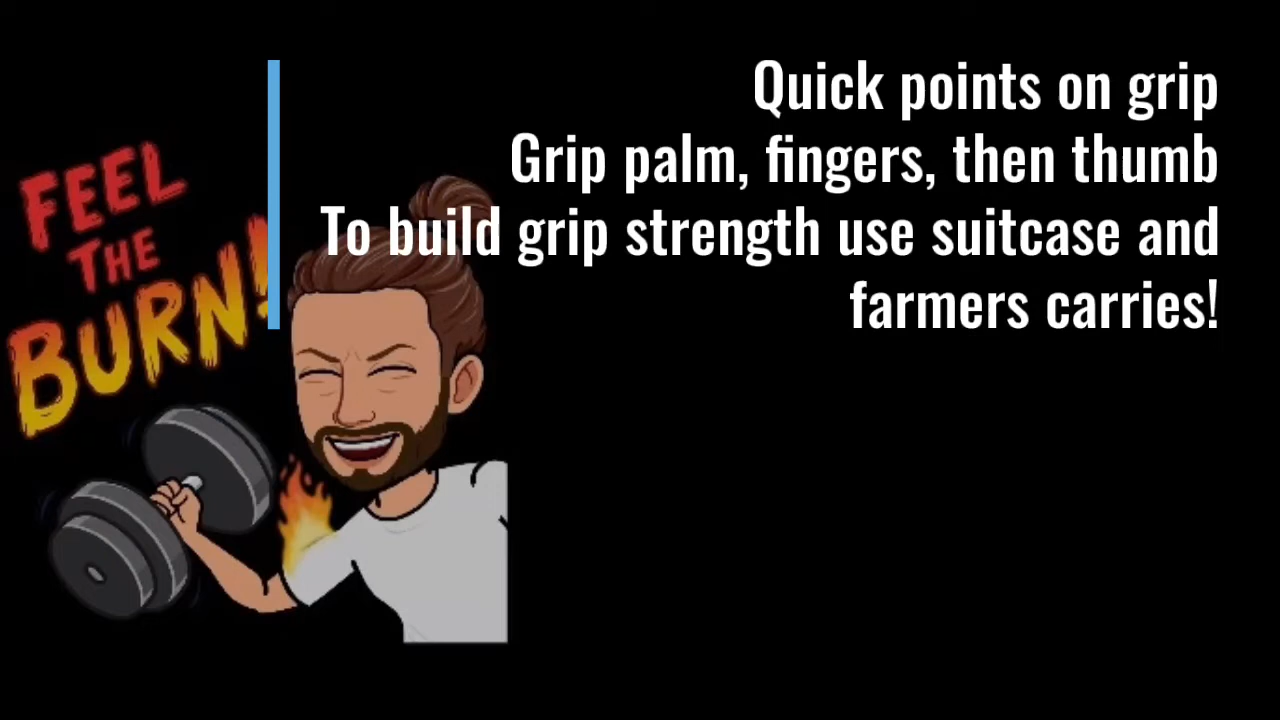 Quick points on grip
Grip palm, fingers, then thumb
To build grip strength use suitcase and
farmers carries!
FEEL
THE
BURN!